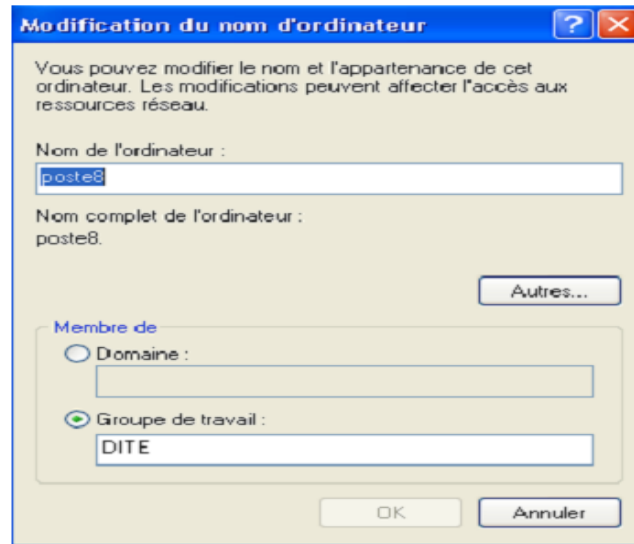 Modification du nom d'ordinateur
Vous pouvez modifier le nom et l'appartenance de cet
ordinateur. Les modifications peuvent affecter l'accès aux
ressources réseau.
Nom de l'ordinateur :
poste8
Nom complet de l'ordinateur :
poste8.
Autres...
Membre de
Domaine :
Groupe de travail :
DITE
OK
Annuler